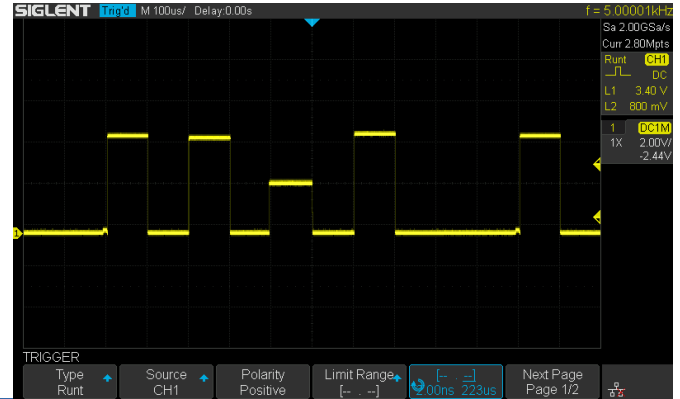 SIGLENT Trig'd M 100us/ Delay:0.00s f = 5.00001kHz
Sa 2.00GSa/s
Curr 2.80Mpts
Runt CH1
DC
L1 3.40 V
L2 800 mV
1 DC1M
1X 2.00V/
-2.44V
1
TRIGGER
Type Source Polarity Limit Range [-- . --] Next Page
Runt CH1 Positive [-- . --] 2.00ns 223us Page 1/2